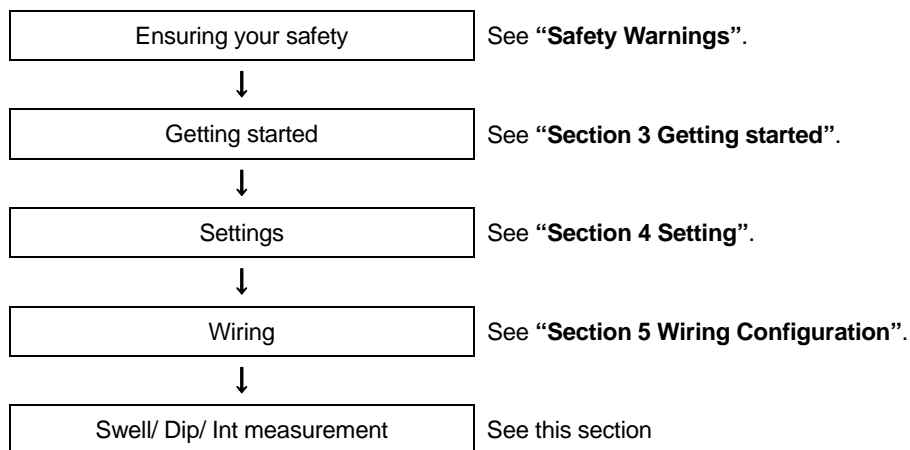 Ensuring your safety See “Safety Warnings”.
↓
Getting started See “Section 3 Getting started”.
↓
Settings See “Section 4 Setting”.
↓
Wiring See “Section 5 Wiring Configuration”.
↓
Swell/ Dip/ Int measurement See this section